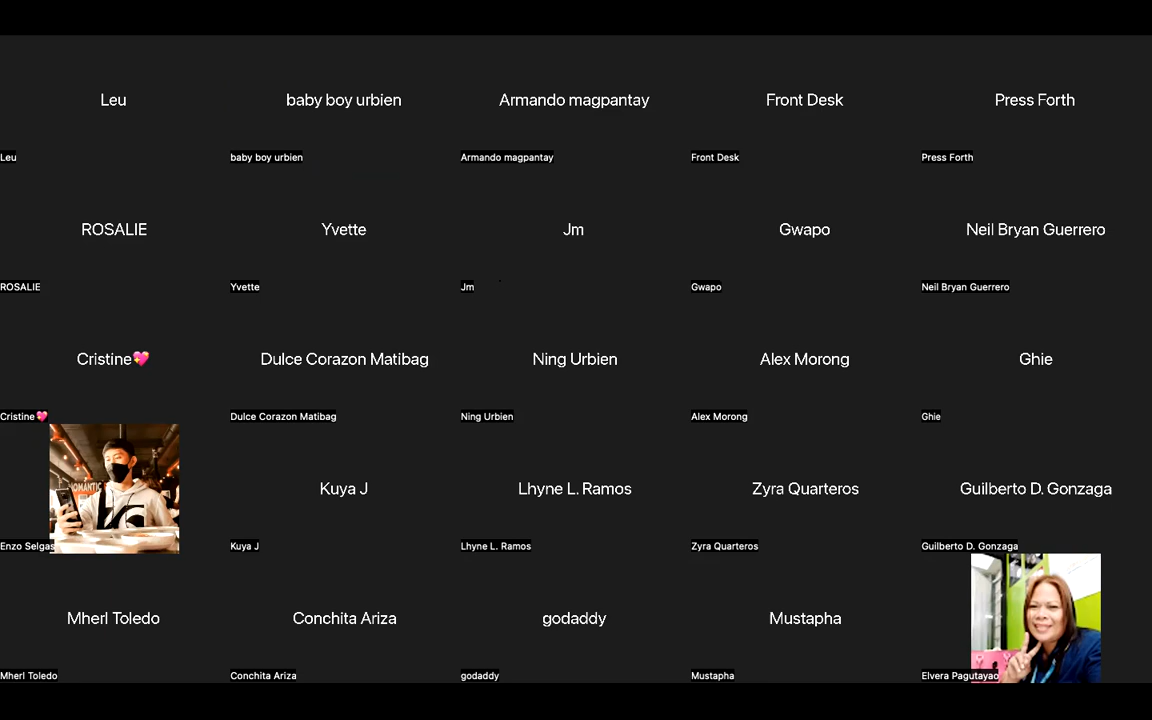 Leu
baby boy urbien
Armando magpantay
Front Desk
Press Forth
Leu
baby boy urbien
Armando magpantay
Front Desk
Press Forth
ROSALIE
Yvette
Jm
Gwapo
Neil Bryan Guerrero
ROSALIE
Yvette
Jm
Gwapo
Neil Bryan Guerrero
Cristine💖
Dulce Corazon Matibag
Ning Urbien
Alex Morong
Ghie
Cristine💖
Dulce Corazon Matibag
Ning Urbien
Alex Morong
Ghie
OMANTIC
Kuya J
Lhyne L. Ramos
Zyra Quarteros
Guilberto D. Gonzaga
Enzo Selgas
Kuya J
Lhyne L. Ramos
Zyra Quarteros
Guilberto D. Gonzaga
Mherl Toledo
Conchita Ariza
godaddy
Mustapha
Mherl Toledo
Conchita Ariza
godaddy
Mustapha
Elvera Pagutayao